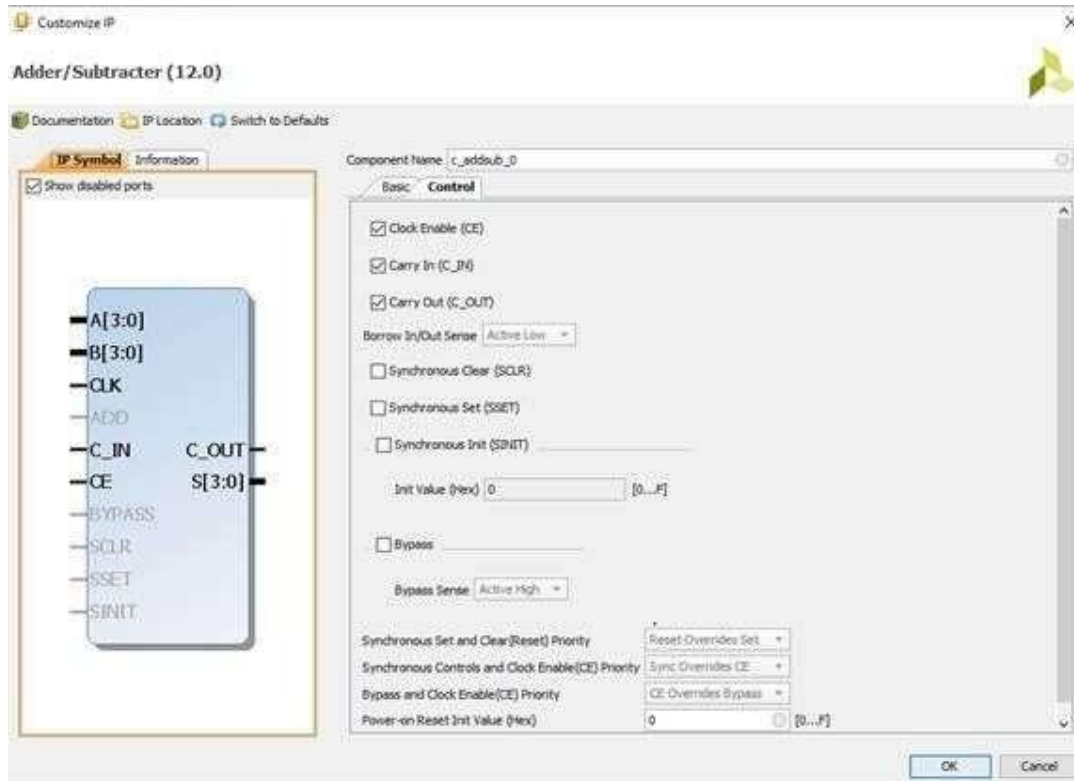 Customize IP
Adder/Subtracter (12.0)
Documentation IP Location Switch to Defaults
IP Symbol Information
Show disabled ports
A[3:0]
B[3:0]
CLK
ADD
C_IN C_OUT
CE S[3:0]
BYPASS
SCLR
SSET
SINIT
Component Name c_addsub_0
Basic Control
Clock Enable (CE)
Carry In (C_IN)
Carry Out (C_OUT)
Borrow In/Out Sense Active Low
Synchronous Clear (SCLR)
Synchronous Set (SSET)
Synchronous Init (SINIT)
Init Value (Hex) 0 [0...F]
Bypass
Bypass Sense Active High
Synchronous Set and Clear(Reset) Priority Reset Overrides Set
Synchronous Controls and Clock Enable(CE) Priority Sync Overrides CE
Bypass and Clock Enable(CE) Priority CE Overrides Bypass
Power-on Reset Init Value (Hex) 0 [0...F]
OK Cancel